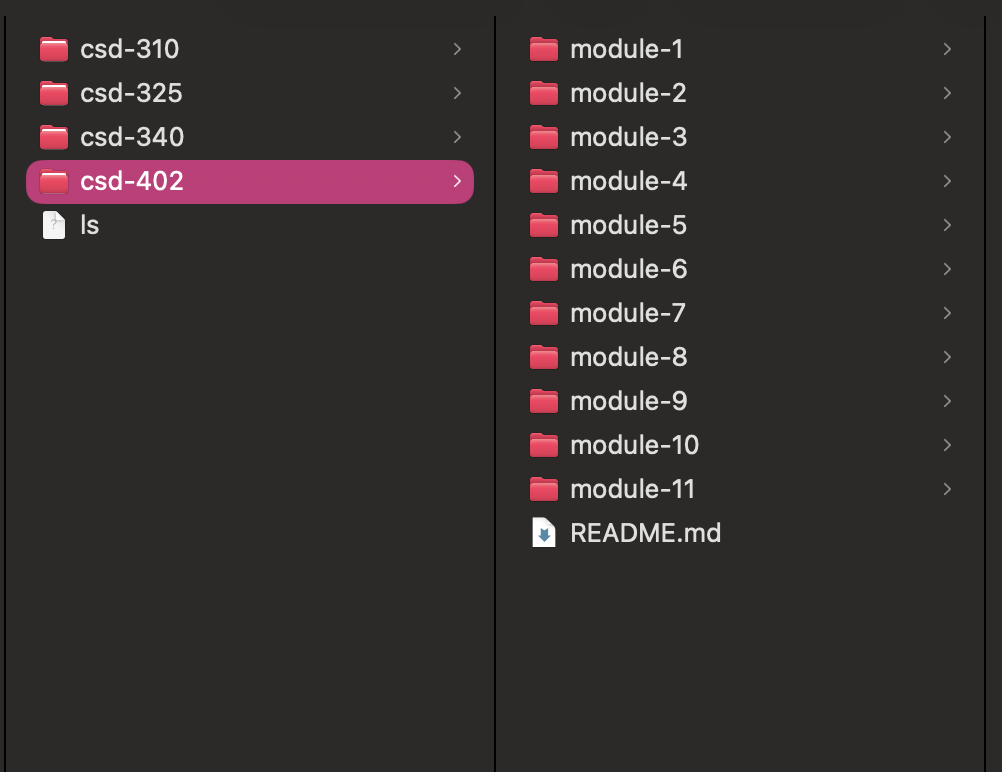 csd-310
csd-325
csd-340
csd-402
ls
module-1
module-2
module-3
module-4
module-5
module-6
module-7
module-8
module-9
module-10
module-11
README.md